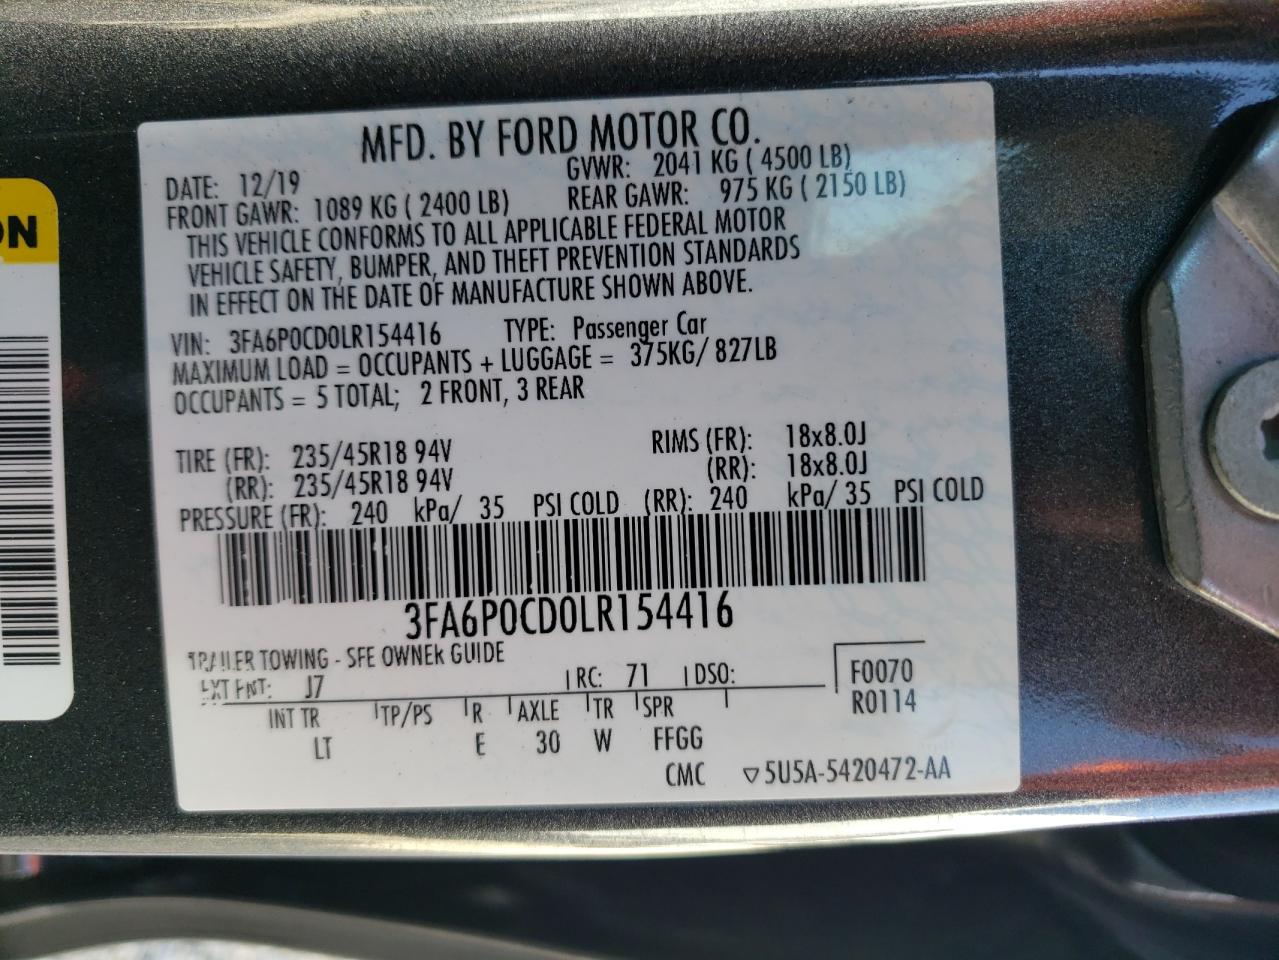 ON
MFD. BY FORD MOTOR CO.
DATE: 12/19 GVWR: 2041 KG ( 4500 LB)
FRONT GAWR: 1089 KG ( 2400 LB) REAR GAWR: 975 KG ( 2150 LB)
THIS VEHICLE CONFORMS TO ALL APPLICABLE FEDERAL MOTOR
VEHICLE SAFETY, BUMPER, AND THEFT PREVENTION STANDARDS
IN EFFECT ON THE DATE OF MANUFACTURE SHOWN ABOVE.
VIN: 3FA6P0CD0LR154416 TYPE: Passenger Car
MAXIMUM LOAD = OCCUPANTS + LUGGAGE = 375KG/ 827LB
OCCUPANTS = 5 TOTAL; 2 FRONT, 3 REAR
TIRE (FR): 235/45R18 94V RIMS (FR): 18x8.0J
(RR): 235/45R18 94V (RR): 18x8.0J
PRESSURE (FR): 240 kPa/ 35 PSI COLD (RR): 240 kPa/ 35 PSI COLD
3FA6P0CD0LR154416
TRAILER TOWING - SEE OWNER GUIDE
EXT PNT: J7 RC: 71 DSO: F0070
R0114
INT TR TP/PS R AXLE TR SPR
LT E 30 W FFGG
CMC ▽5U5A-5420472-AA